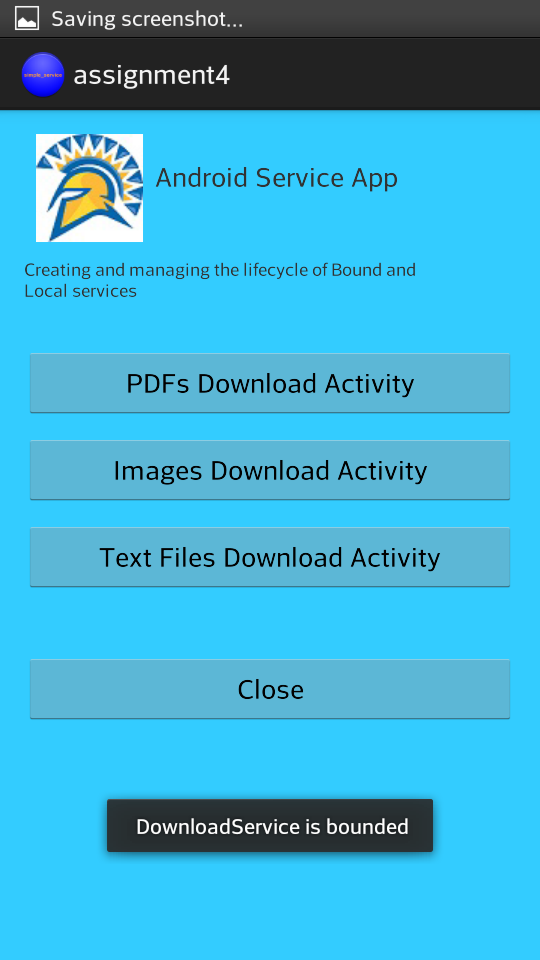 Saving screenshot...
simple_service
assignment4
Android Service App
Creating and managing the lifecycle of Bound and
Local services
PDFs Download Activity
Images Download Activity
Text Files Download Activity
Close
DownloadService is bounded